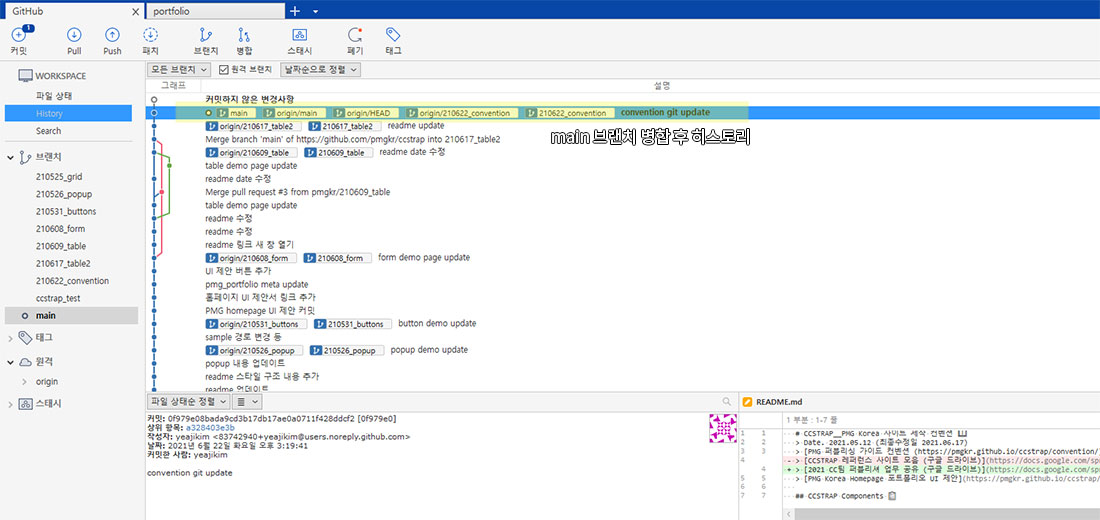 GitHub
portfolio
1
커밋
Pull
Push
패치
브랜치
병합
스태시
폐기
태그
WORKSPACE
파일 상태
History
Search
브랜치
210525_grid
210526_popup
210531_buttons
210608_form
210609_table
210617_table2
210622_convention
ccstrap_test
main
태그
원격
origin
스태시
모든 브랜치 원격 브랜치 날짜순으로 정렬
그래프 설명
커밋하지 않은 변경사항
main origin/main origin/HEAD origin/210622_convention 210622_convention convention git update
origin/210617_table2 210617_table2 readme update
main 브랜치 병합 후 히스토리
Merge branch 'main' of https://github.com/pmgkr/ccstrap into 210617_table2
origin/210609_table 210609_table readme date 수정
table demo page update
readme date 수정
Merge pull request #3 from pmgkr/210609_table
table demo page update
readme 수정
readme 수정
readme 링크 새 창 열기
origin/210608_form 210608_form form demo page update
UI 제안 버튼 추가
pmg_portfolio meta update
홈페이지 UI 제안서 링크 추가
PMG homepage UI 제안 커밋
origin/210531_buttons 210531_buttons button demo update
sample 경로 변경 등
origin/210526_popup 210526_popup popup demo update
popup 내용 업데이트
readme 스타일 구조 내용 추가
readme 업데이트
파일 상태순 정렬
커밋: 0f979e08bada9cd3b17db17ae0a0711f428ddcf2 [0f979e0]
상위 항목: a328403e3b
작성자: yeajikim <83742940+yeajikim@users.noreply.github.com>
날짜: 2021년 6월 22일 화요일 오후 3:19:41
커밋한 사람: yeajikim
convention git update
README.md
1 부분 : 1-7 줄
1 1 # CCSTRAP__PMG Korea 사이트 제작 컨벤션
2 2 > Date. 2021.05.12 (최종수정일 2021.06.17)
3 3 > [PMG 퍼블리싱 가이드 컨벤션 (https://pmgkr.github.io/ccstrap/convention/
4 - > [CCSTRAP 레퍼런스 사이트 모음 (구글 드라이브)](https://docs.google.com/sp
4 + > [2021 CC팀 퍼블리셔 업무 공유 (구글 드라이브)](https://docs.google.com/sp
5 5 > [PMG Korea Homepage 포트폴리오 UI 제안](https://pmgkr.github.io/ccstrap/
6 6
7 7 ## CCSTRAP Components